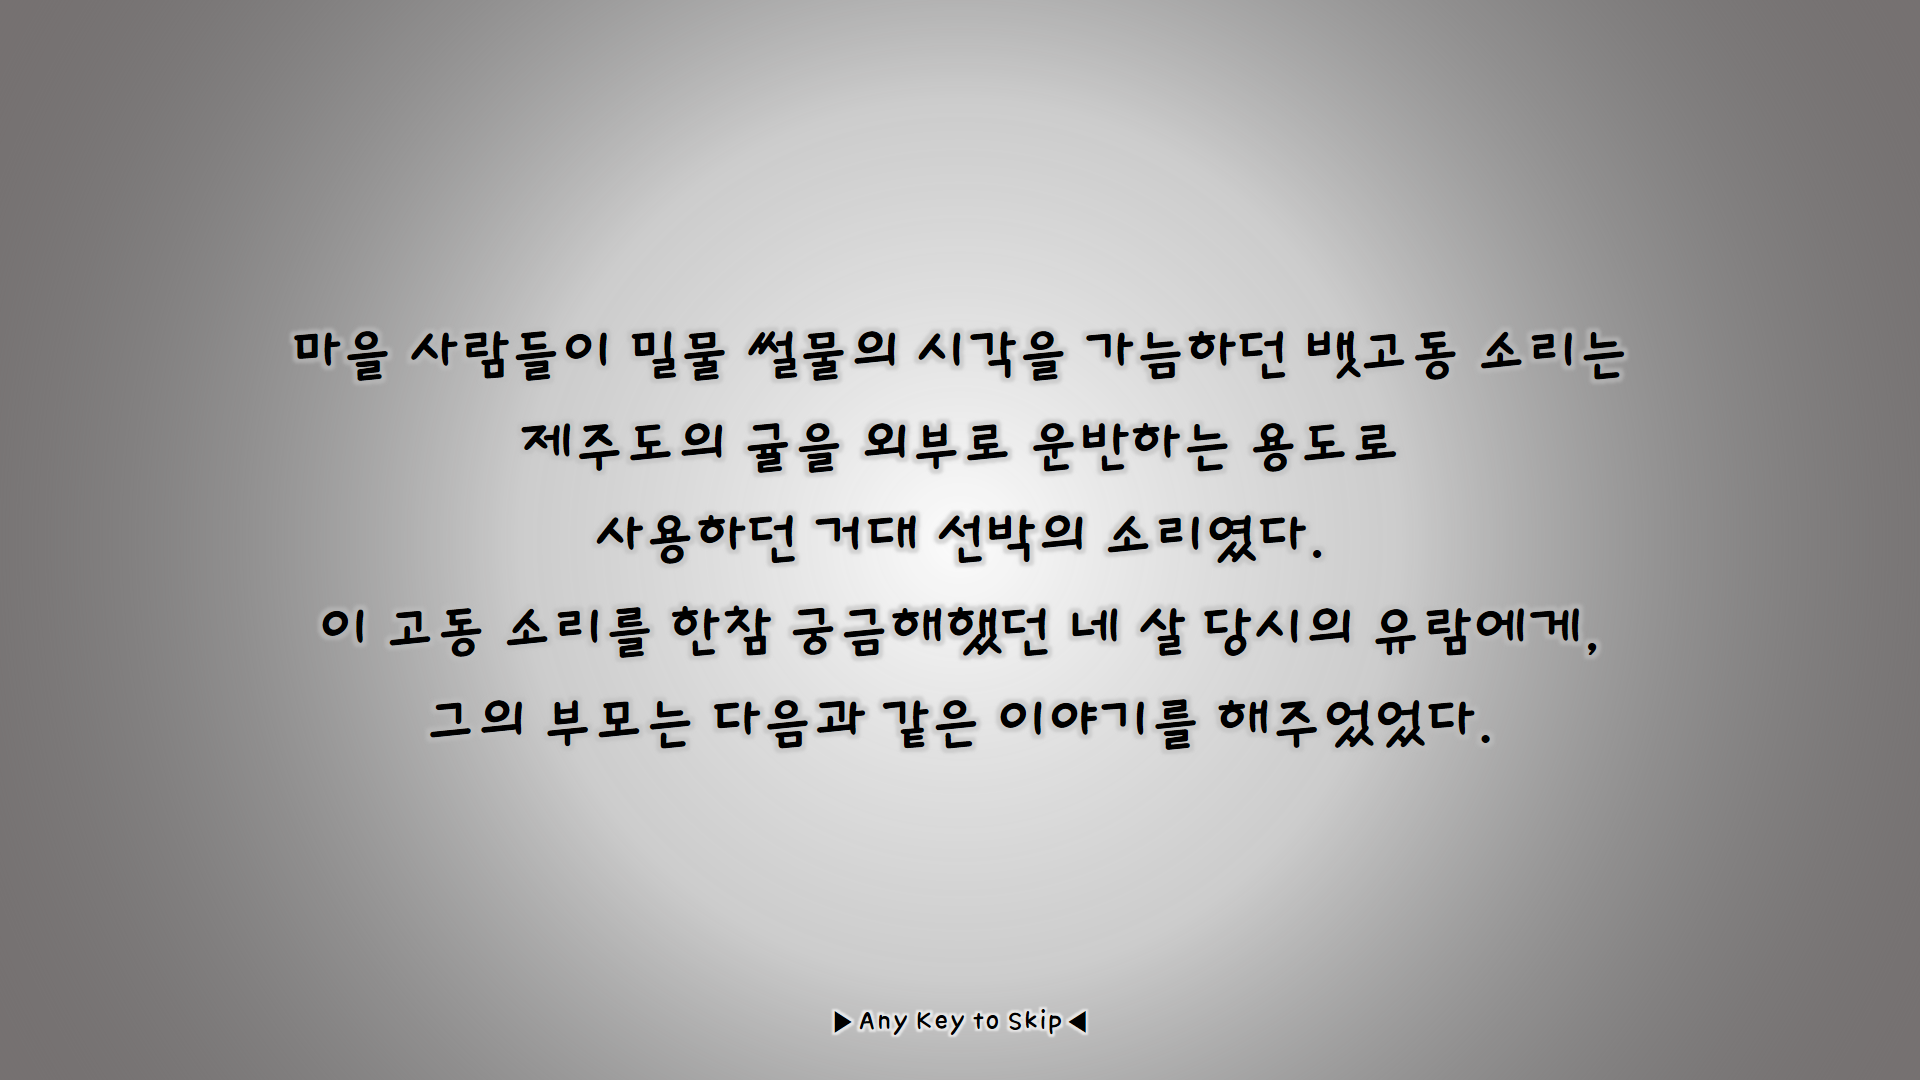 마을 사람들이 밀물 썰물의 시각을 가늠하던 뱃고동 소리는
제주도의 귤을 외부로 운반하는 용도로
사용하던 거대 선박의 소리였다.
이 고동 소리를 한참 궁금해했던 네 살 당시의 유람에게,
그의 부모는 다음과 같은 이야기를 해주었었다.
▶ Any Key to Skip ◀